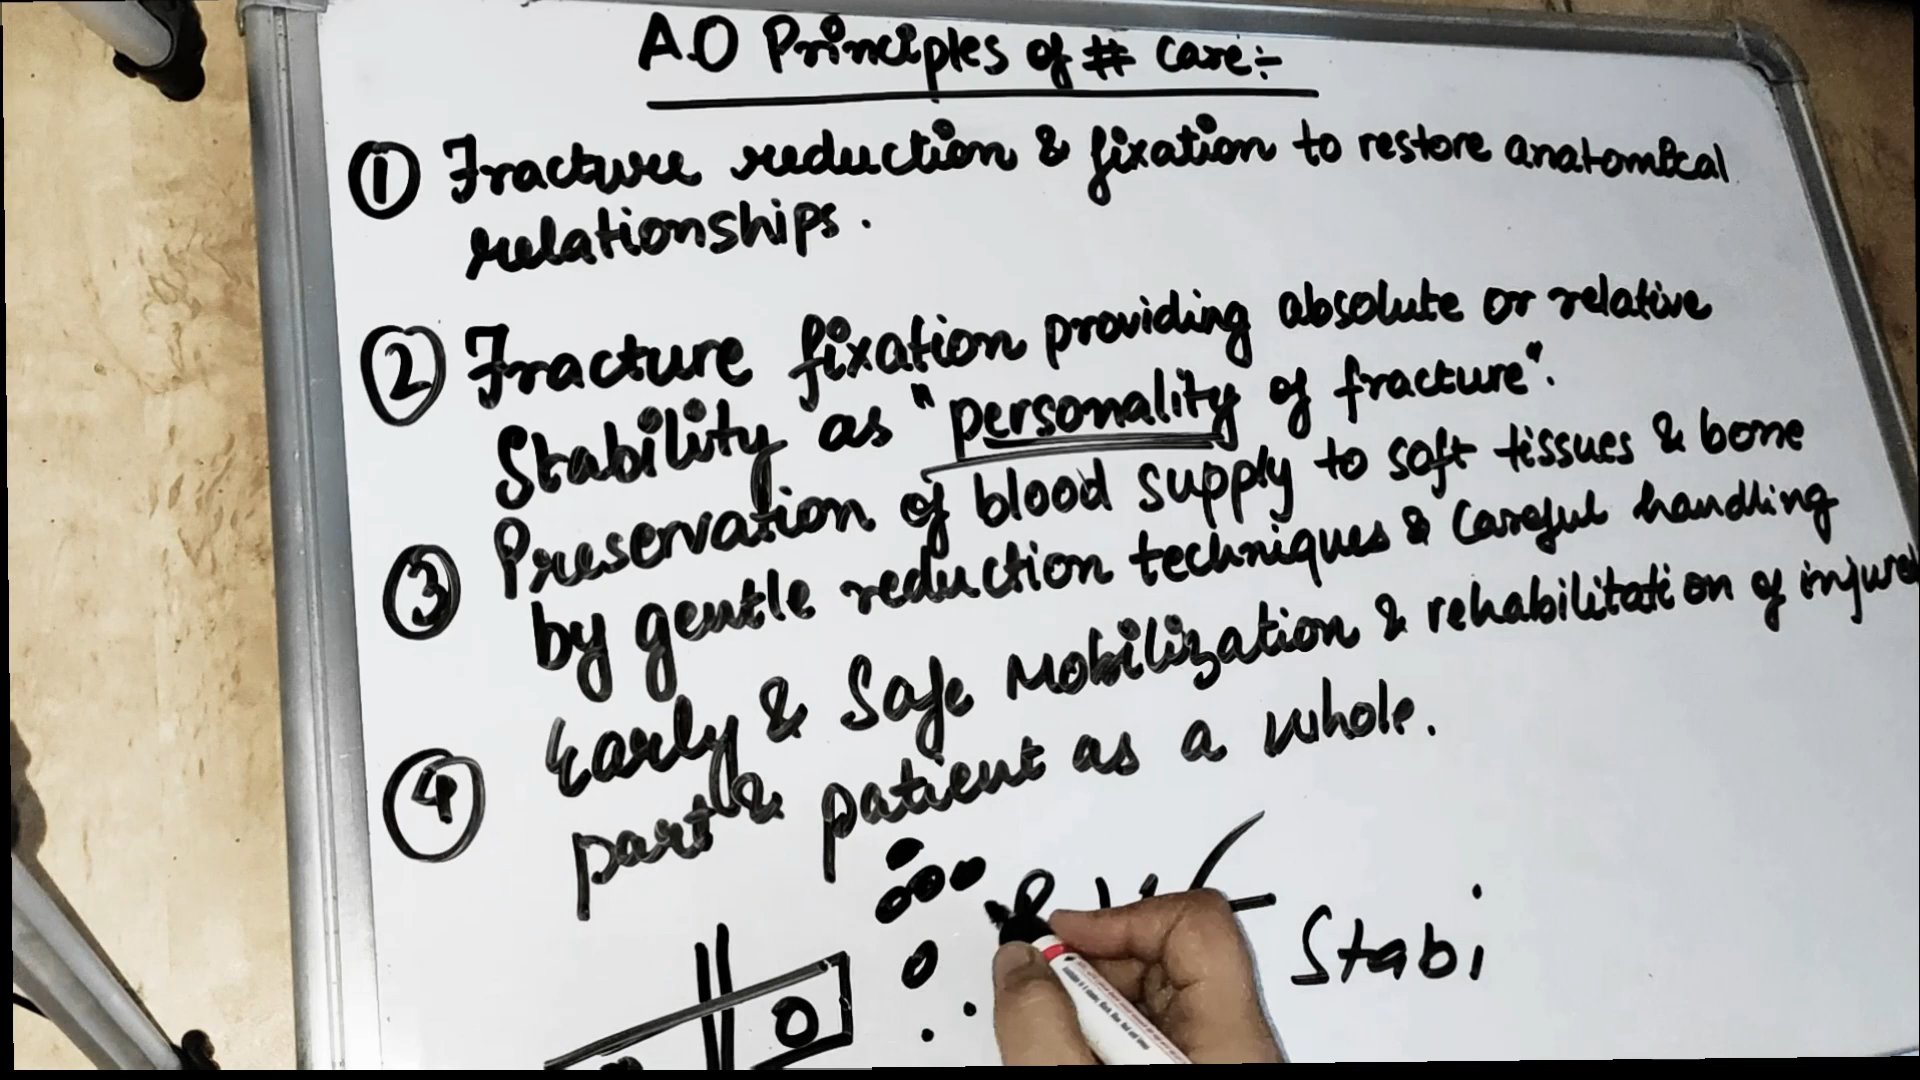 A.O Principles of # care:-
① Fracture reduction & fixation to restore anatomical
relationships.
② Fracture fixation providing absolute or relative
Stability as "personality of fracture".
③ Preservation of blood supply to soft tissues & bone
by gentle reduction techniques & Careful handling
④ Early & Safe Mobilization & rehabilitation of injured
part & patient as a whole.
Stabi